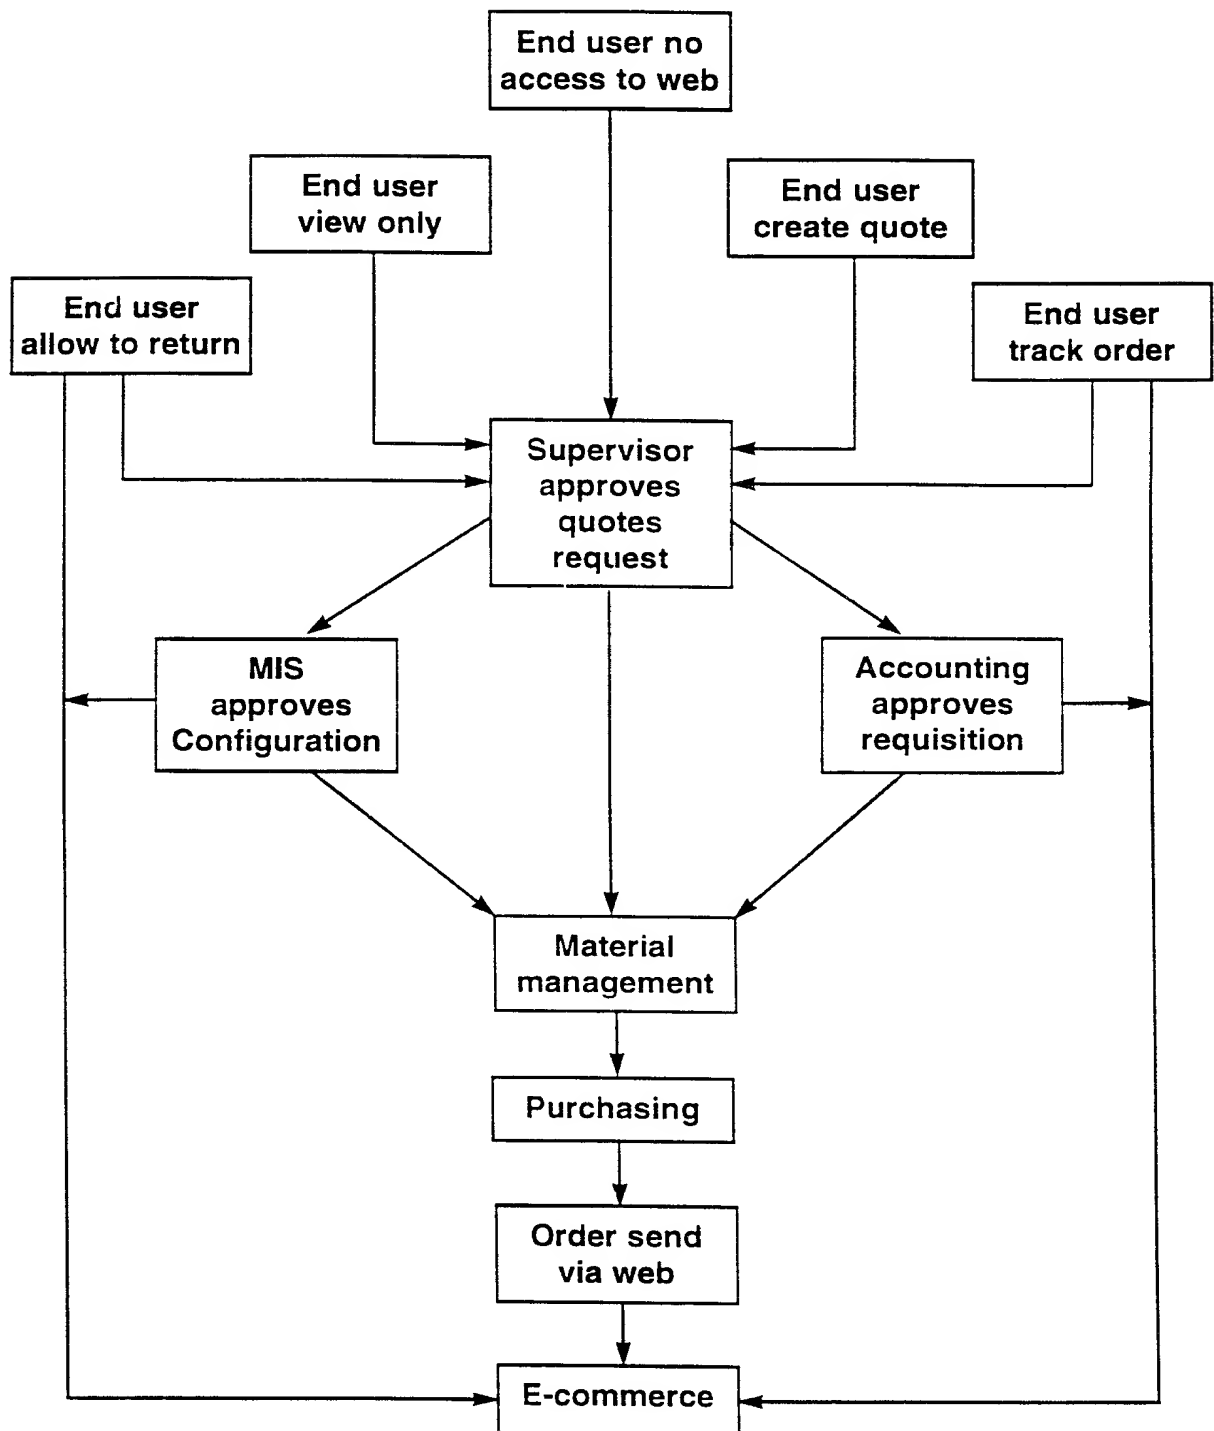 End user no
access to web
End user
view only
End user
create quote
End user
allow to return
End user
track order
Supervisor
approves
quotes
request
MIS
approves
Configuration
Accounting
approves
requisition
Material
management
Purchasing
Order send
via web
E-commerce